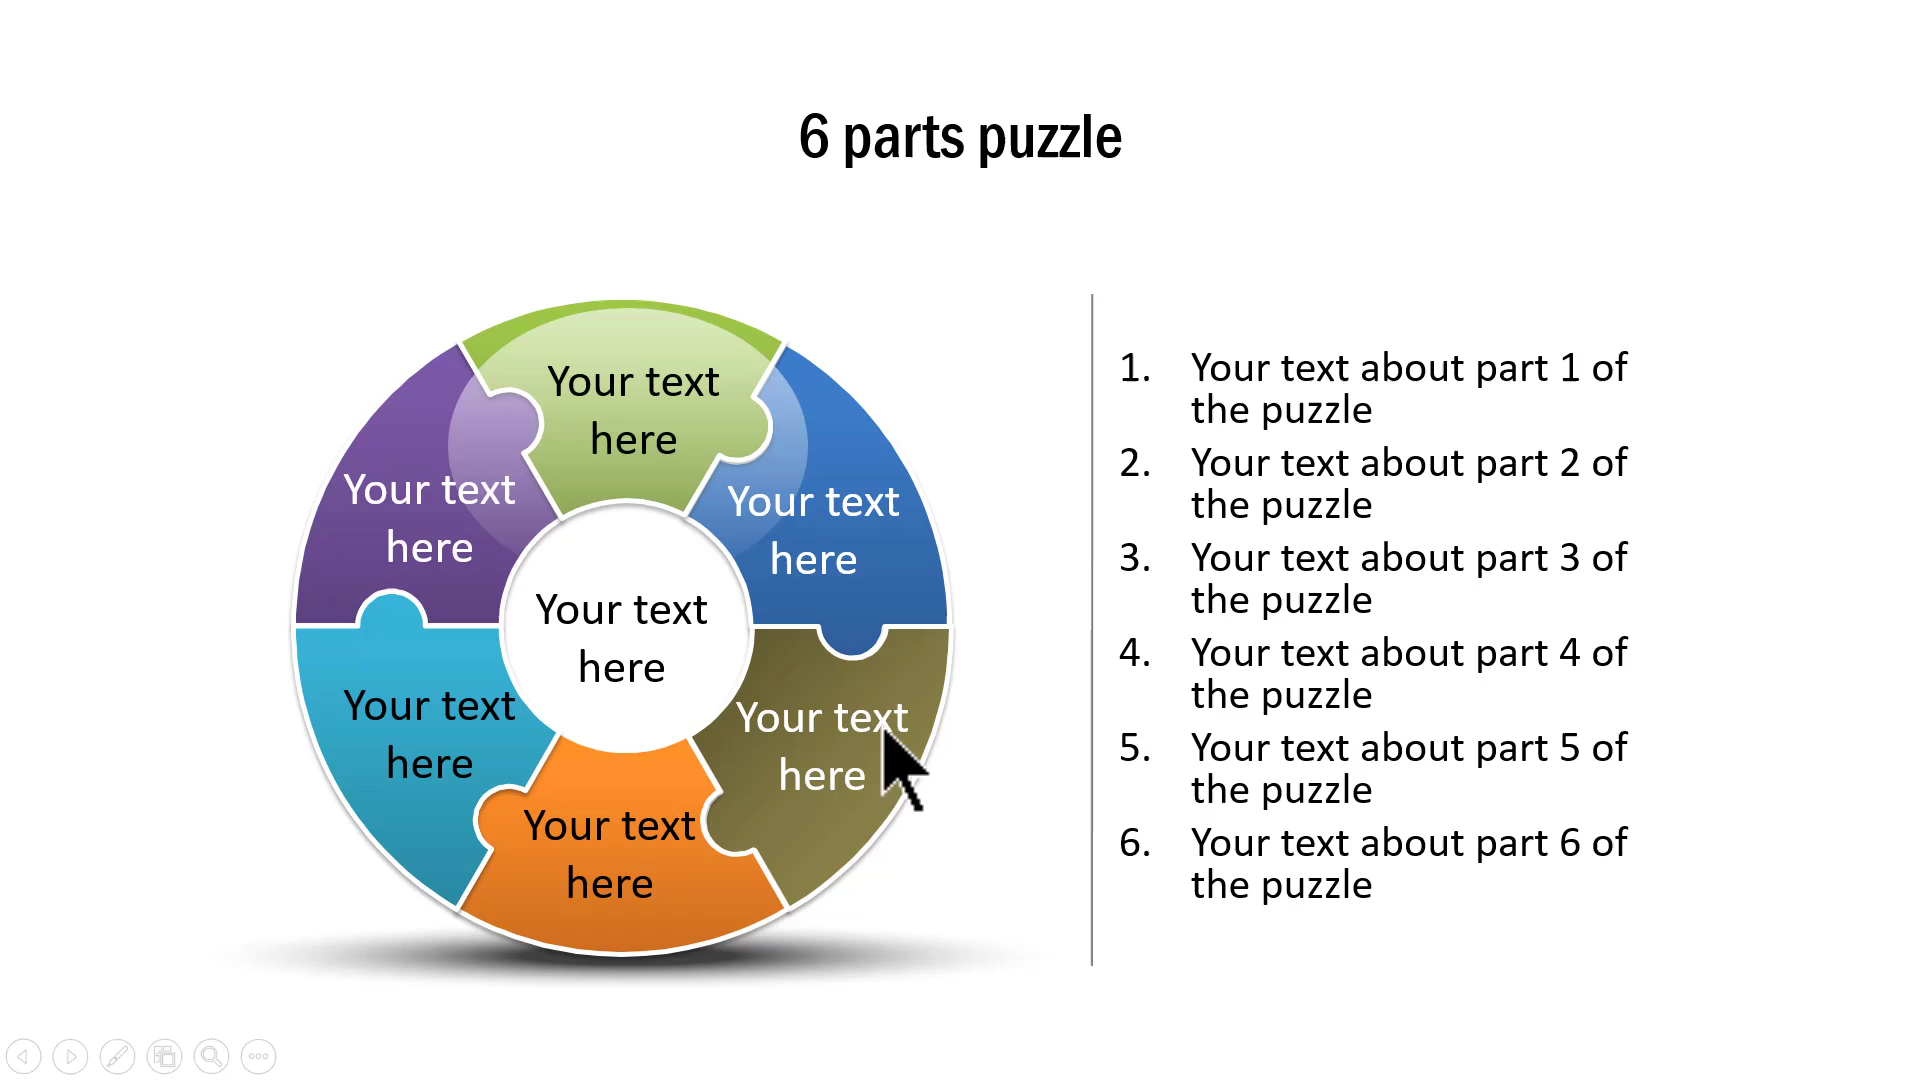 6 parts puzzle
Your text
here
Your text
here
Your text
here
Your text
here
Your text
here
Your text
here
Your text
here
1. Your text about part 1 of
the puzzle
2. Your text about part 2 of
the puzzle
3. Your text about part 3 of
the puzzle
4. Your text about part 4 of
the puzzle
5. Your text about part 5 of
the puzzle
6. Your text about part 6 of
the puzzle